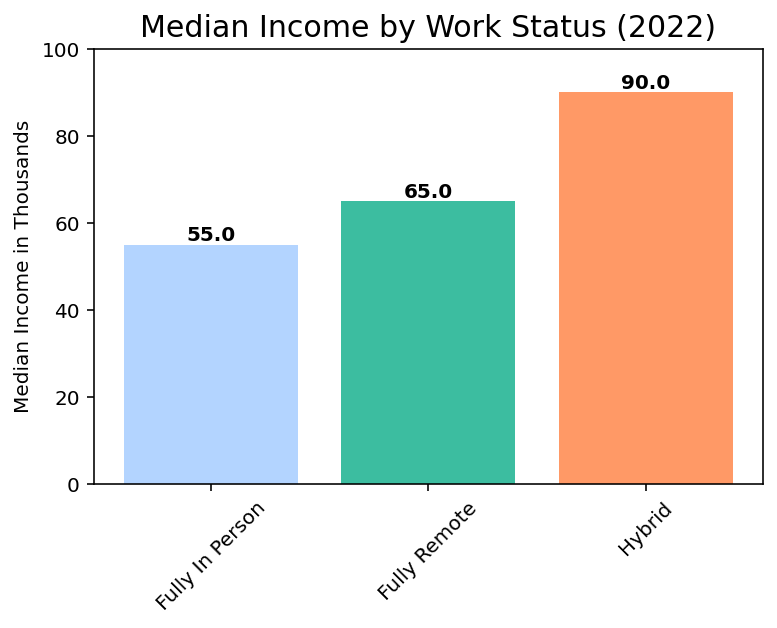 Median Income by Work Status (2022)
Median Income in Thousands
100
80
60
40
20
0
55.0
65.0
90.0
Fully In Person
Fully Remote
Hybrid